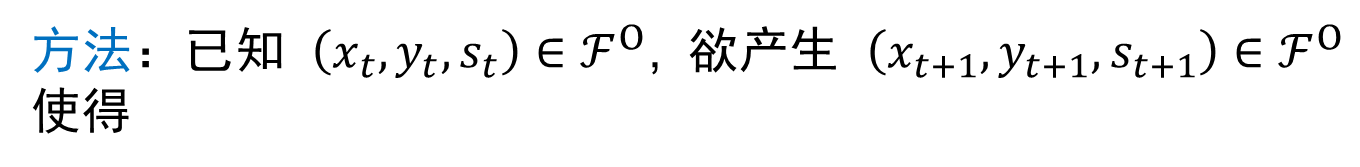 方法：已知 (x_t, y_t, s_t) ∈ ℱ⁰, 欲产生 (x_{t+1}, y_{t+1}, s_{t+1}) ∈ ℱ⁰
使得